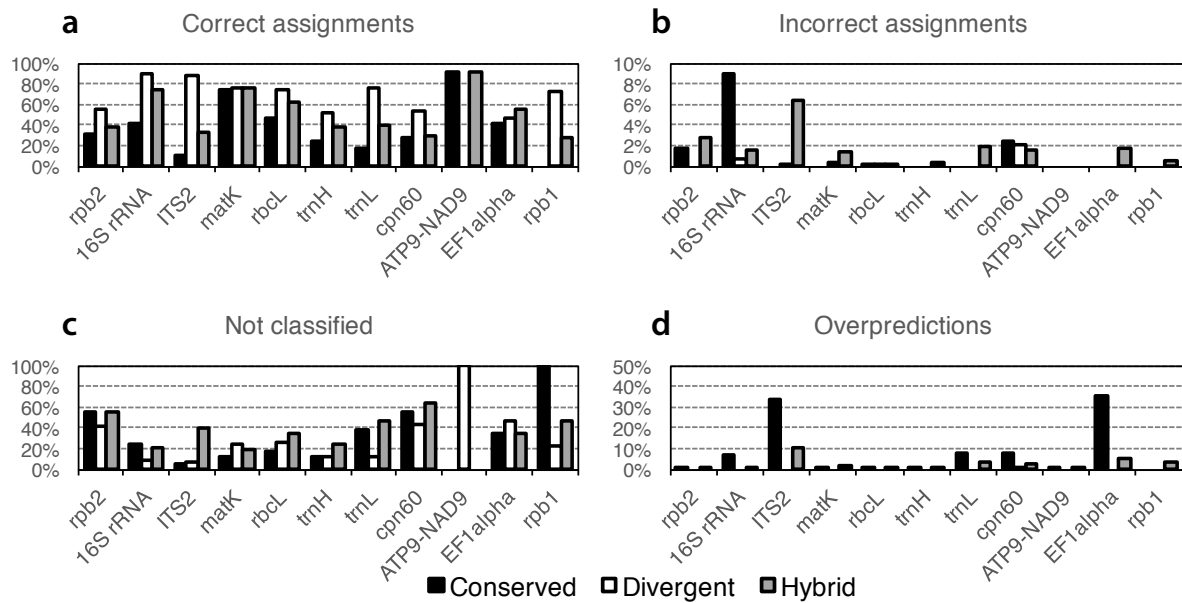 a Correct assignments
100%
80%
60%
40%
20%
0%
rpb2
16S rRNA
ITS2
matK
rbcL
trnH
trnL
cpn60
ATP9-NAD9
EF1alpha
rpb1
b Incorrect assignments
10%
8%
6%
4%
2%
0%
rpb2
16S rRNA
ITS2
matK
rbcL
trnH
trnL
cpn60
ATP9-NAD9
EF1alpha
rpb1
c Not classified
100%
80%
60%
40%
20%
0%
rpb2
16S rRNA
ITS2
matK
rbcL
trnH
trnL
cpn60
ATP9-NAD9
EF1alpha
rpb1
d Overpredictions
50%
40%
30%
20%
10%
0%
rpb2
16S rRNA
ITS2
matK
rbcL
trnH
trnL
cpn60
ATP9-NAD9
EF1alpha
rpb1
Conserved Divergent Hybrid